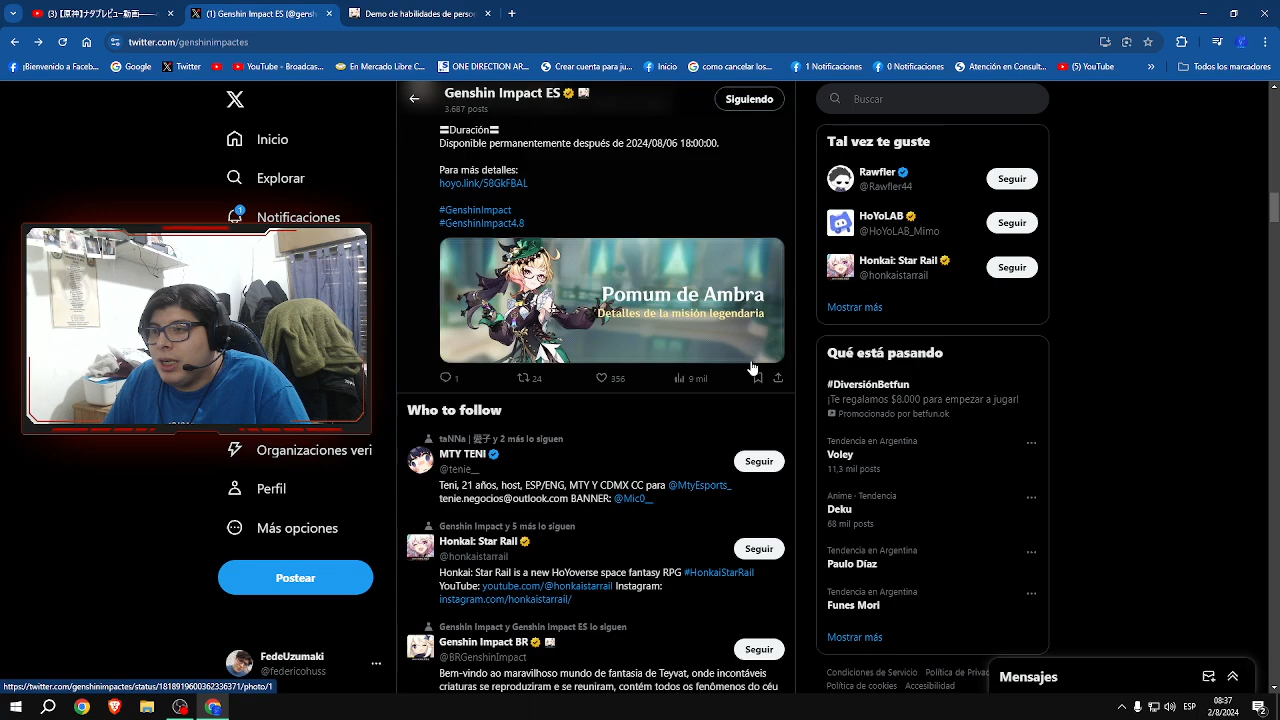 (3) 【原神】ナナレビュー動画——
(1) Genshin Impact ES (@gensh
Demo de habilidades de perso
twitter.com/genshinimpactes
¡Bienvenido a Faceb...
Google
Twitter
YouTube - Broadcas...
En Mercado Libre C...
ONE DIRECTION AR...
Crear cuenta para ju...
Inicio
como cancelar los...
1 Notificaciones
0 Notificaciones
Atención en Consult...
(5) YouTube
Todos los marcadores
Genshin Impact ES
3.687 posts
Siguiendo
Buscar
Inicio
Explorar
1
Notificaciones
Organizaciones veri
Perfil
Más opciones
Postear
FedeUzumaki
@federicohuss
〓Duración〓
Disponible permanentemente después de 2024/08/06 18:00:00.
Para más detalles:
hoyo.link/58GkFBAL
#GenshinImpact
#GenshinImpact4.8
Pomum de Ambra
Detalles de la misión legendaria
1
24
356
9 mil
Who to follow
taNNa | 愛子 y 2 más lo siguen
MTY TENI
@tenie__
Seguir
Teni, 21 años, host, ESP/ENG, MTY Y CDMX CC para @MtyEsports_
tenie.negocios@outlook.com BANNER: @Mic0__
Genshin Impact y 5 más lo siguen
Honkai: Star Rail
@honkaistarrail
Seguir
Honkai: Star Rail is a new HoYoverse space fantasy RPG #HonkaiStarRail
YouTube: youtube.com/@honkaistarrail Instagram:
instagram.com/honkaistarrail/
Genshin Impact y Genshin Impact ES lo siguen
Genshin Impact BR
@BRGenshinImpact
Seguir
Bem-vindo ao maravilhoso mundo de fantasia de Teyvat, onde incontáveis
criaturas se reproduziram e se reuniram, contém todos os fenômenos do céu
Tal vez te guste
Rawfler
@Rawfler44
Seguir
HoYoLAB
@HoYoLAB_Mimo
Seguir
Honkai: Star Rail
@honkaistarrail
Seguir
Mostrar más
Qué está pasando
#DiversiónBetfun
¡Te regalamos $8.000 para empezar a jugar!
Promocionado por betfun.ok
Tendencia en Argentina
Voley
11,3 mil posts
Anime · Tendencia
Deku
68 mil posts
Tendencia en Argentina
Paulo Díaz
Tendencia en Argentina
Funes Mori
Mostrar más
Condiciones de Servicio
Política de Privac
Política de cookies
Accesibilidad
Mensajes
https://twitter.com/genshinimpactes/status/1818919000362336371/photo/1
ESP
08:37
2/08/2024